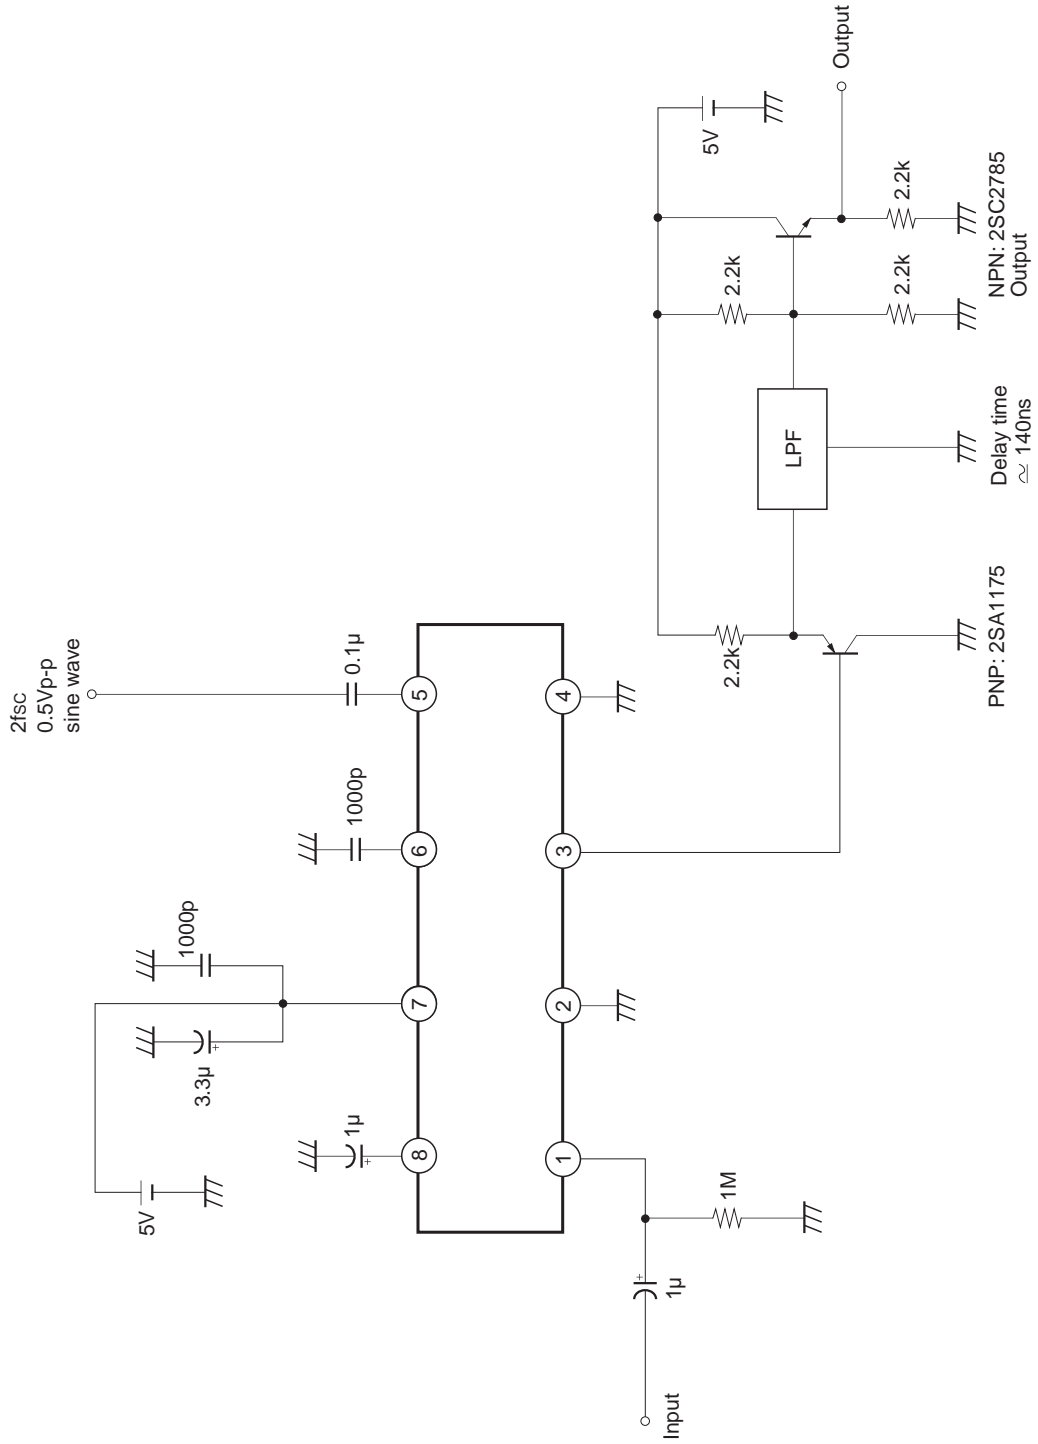 2fSC
0.5Vp-p
sine wave
5V
3.3µ
1000p
1µ
1000p
0.1µ
8
7
6
5
1
2
3
4
Input
1µ
1M
5V
2.2k
2.2k
LPF
2.2k
2.2k
Output
PNP: 2SA1175
Delay time
≃ 140ns
NPN: 2SC2785
Output